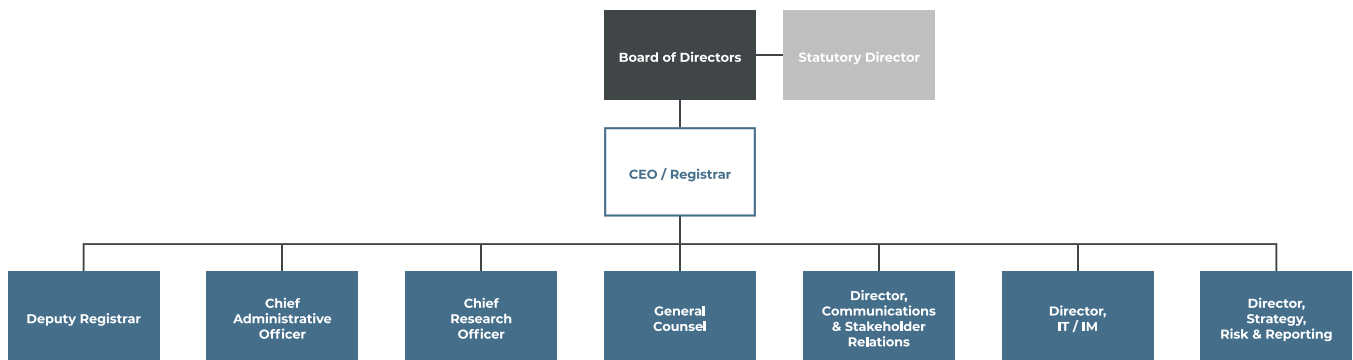 Board of Directors
Statutory Director
CEO / Registrar
Deputy Registrar
Chief
Administrative
Officer
Chief
Research
Officer
General
Counsel
Director,
Communications
& Stakeholder
Relations
Director,
IT / IM
Director,
Strategy,
Risk & Reporting